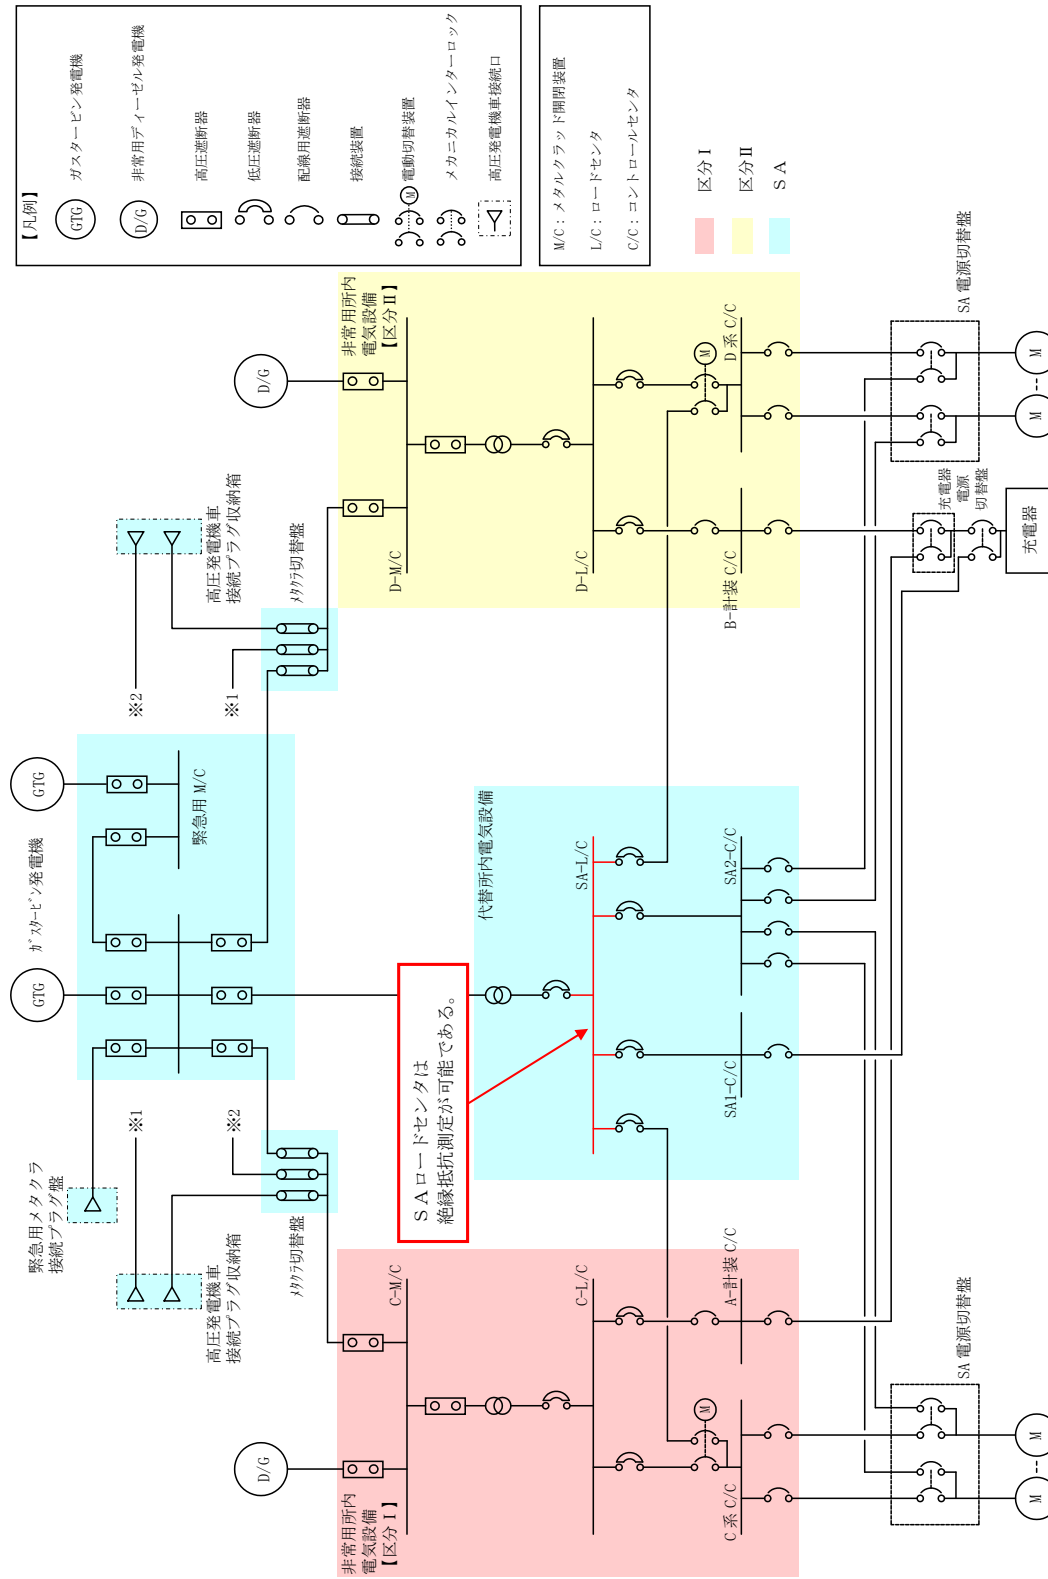 【凡例】
GTG
ガスタービン発電機
D/G
非常用ディーゼル発電機
高圧遮断器
低圧遮断器
配線用遮断器
接続装置
M
電動切替装置
メカニカルインターロック
高圧発電機車接続口
M/C：メタルクラッド開閉装置
L/C：ロードセンタ
C/C：コントロールセンタ
区分Ⅰ
区分Ⅱ
ＳＡ
緊急用メタクラ
接続プラグ盤
GTG
ガスタービン発電機
GTG
緊急用 M/C
※1
※2
高圧発電機車
接続プラグ収納箱
メタクラ切替盤
※2
※1
高圧発電機車
接続プラグ収納箱
メタクラ切替盤
D/G
非常用所内
電気設備
【区分Ⅰ】
C-M/C
C-L/C
M
C 系 C/C
A-計装 C/C
ＳＡロードセンタは
絶縁抵抗測定が可能である。
代替所内電気設備
SA-L/C
SA1-C/C
SA2-C/C
D/G
非常用所内
電気設備
【区分Ⅱ】
D-M/C
D-L/C
M
B-計装 C/C
D 系 C/C
SA 電源切替盤
M
M
充電器
電源
切替盤
充電器
SA 電源切替盤
M
M